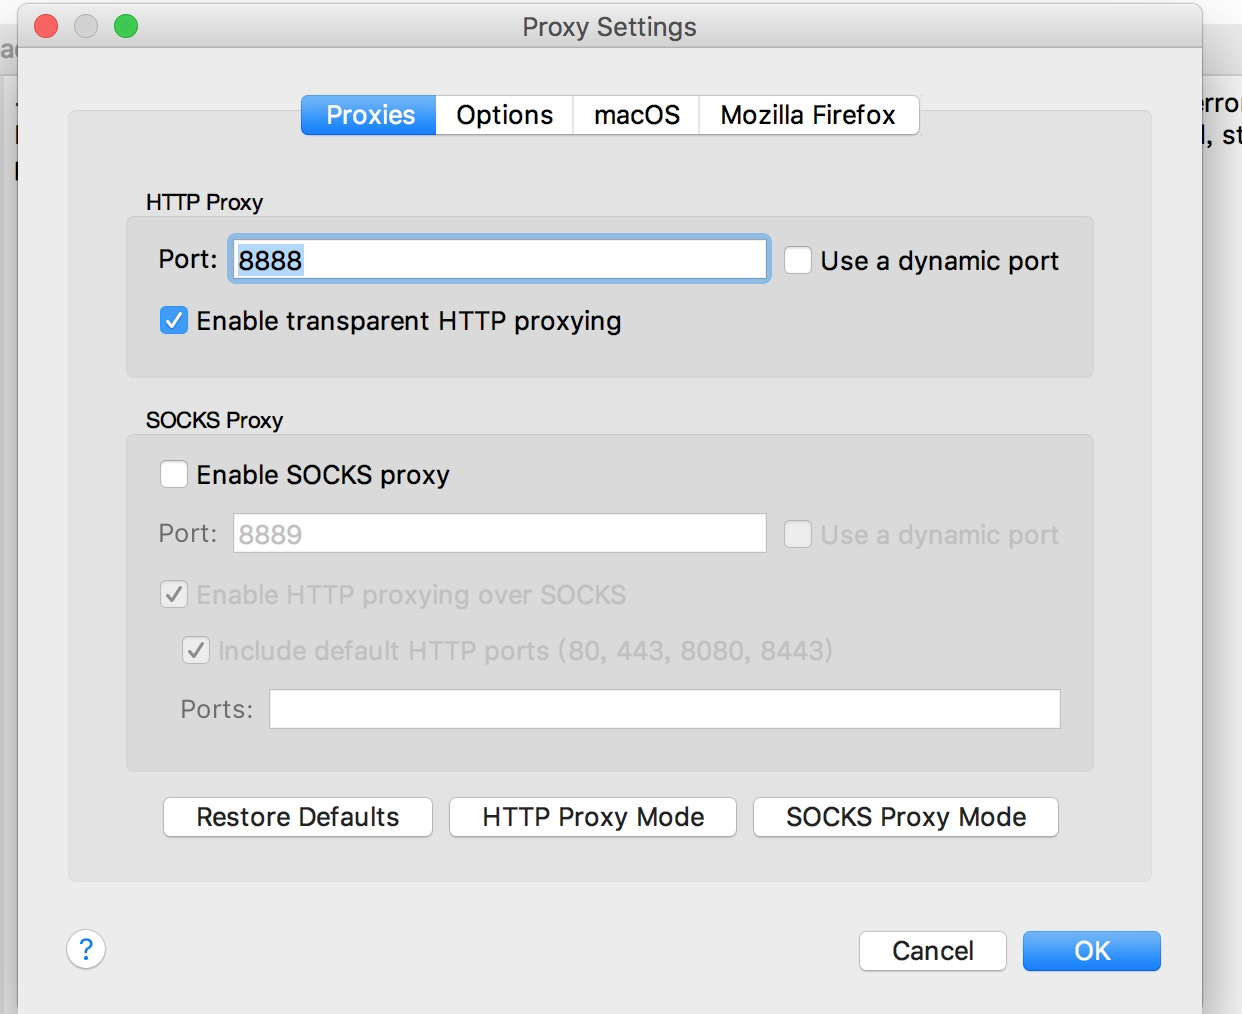 Proxy Settings
Proxies Options macOS Mozilla Firefox
HTTP Proxy
Port: 8888 Use a dynamic port
Enable transparent HTTP proxying
SOCKS Proxy
Enable SOCKS proxy
Port: 8889 Use a dynamic port
Enable HTTP proxying over SOCKS
Include default HTTP ports (80, 443, 8080, 8443)
Ports:
Restore Defaults HTTP Proxy Mode SOCKS Proxy Mode
? Cancel OK